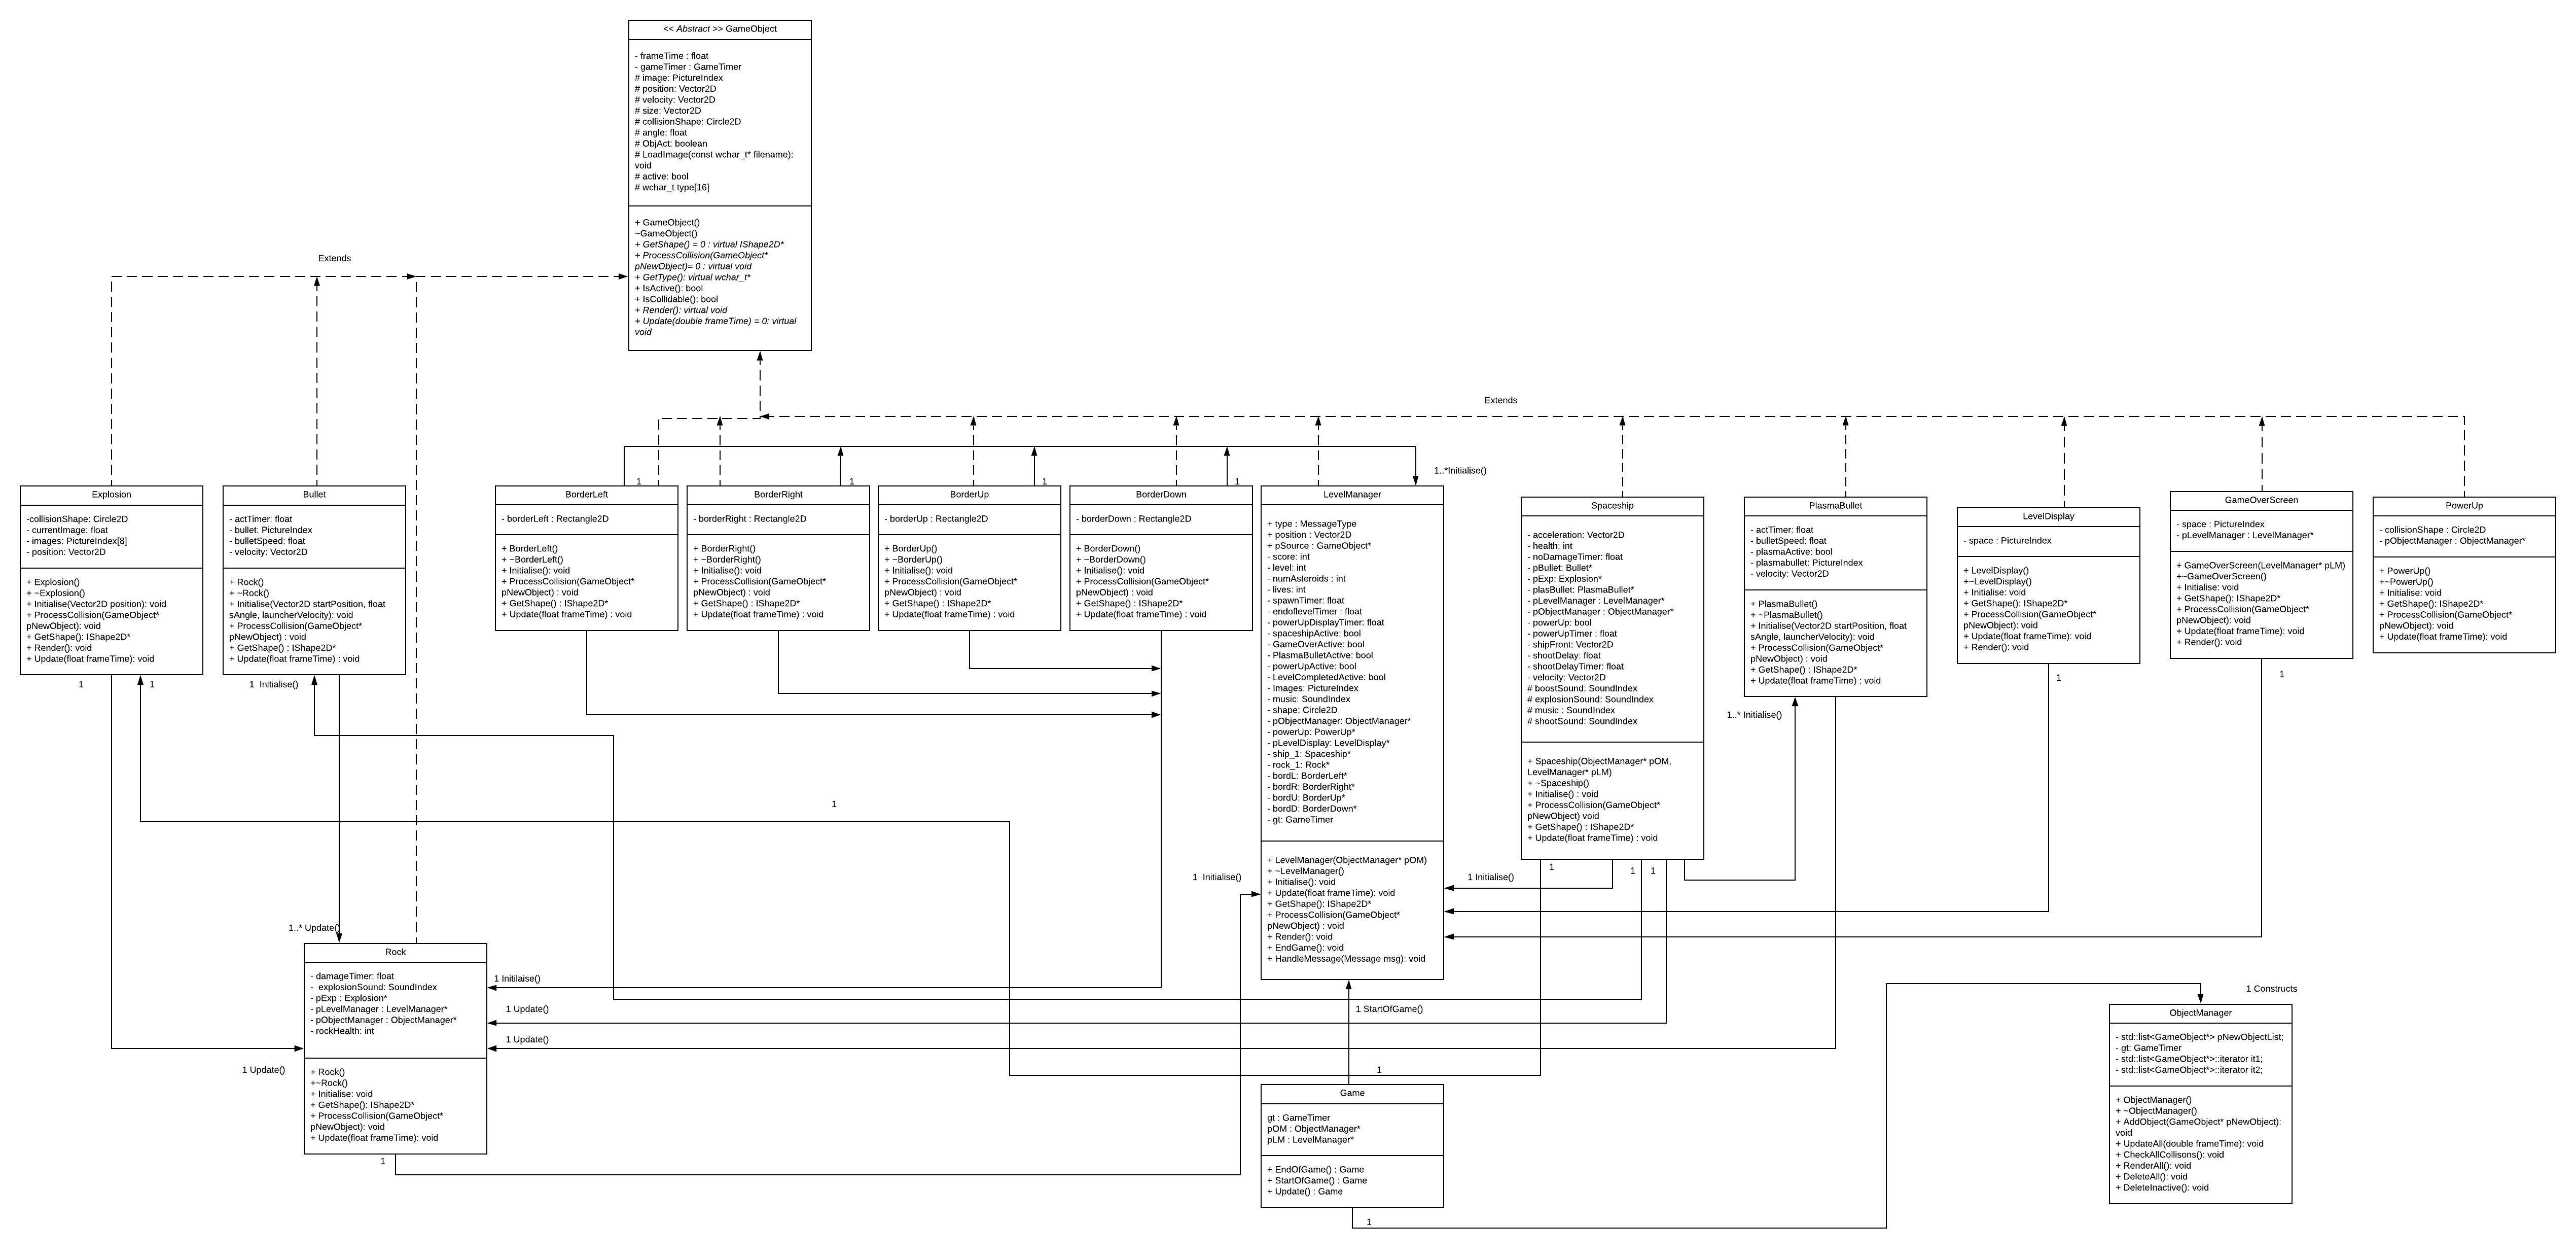 << Abstract >> GameObject
- frameTime : float
- gameTimer : GameTimer
# image: PictureIndex
# position: Vector2D
# velocity: Vector2D
# size: Vector2D
# collisionShape: Circle2D
# angle: float
# ObjAct: boolean
# LoadImage(const wchar_t* filename):
void
# active: bool
# wchar_t type[16]
+ GameObject()
~GameObject()
+ GetShape() = 0 : virtual IShape2D*
+ ProcessCollision(GameObject*
pNewObject)= 0 : virtual void
+ GetType(): virtual wchar_t*
+ IsActive(): bool
+ IsCollidable(): bool
+ Render(): virtual void
+ Update(double frameTime) = 0: virtual
void
Extends
Extends
1
1
1
1
1..*Initialise()
Explosion
-collisionShape: Circle2D
- currentImage: float
- images: PictureIndex[8]
- position: Vector2D
+ Explosion()
+ ~Explosion()
+ Initialise(Vector2D position): void
+ ProcessCollision(GameObject*
pNewObject): void
+ GetShape(): IShape2D*
+ Render(): void
+ Update(float frameTime): void
1
1
Bullet
- actTimer: float
- bullet: PictureIndex
- bulletSpeed: float
- velocity: Vector2D
+ Rock()
+ ~Rock()
+ Initialise(Vector2D startPosition, float
sAngle, launcherVelocity): void
+ ProcessCollision(GameObject*
pNewObject) : void
+ GetShape() : IShape2D*
+ Update(float frameTime) : void
1 Initialise()
BorderLeft
- borderLeft : Rectangle2D
+ BorderLeft()
+ ~BorderLeft()
+ Initialise(): void
+ ProcessCollision(GameObject*
pNewObject): void
+ GetShape() : IShape2D*
+ Update(float frameTime) : void
BorderRight
- borderRight : Rectangle2D
+ BorderRight()
+ ~BorderRight()
+ Initialise(): void
+ ProcessCollision(GameObject*
pNewObject): void
+ GetShape() : IShape2D*
+ Update(float frameTime) : void
BorderUp
- borderUp : Rectangle2D
+ BorderUp()
+ ~BorderUp()
+ Initialise(): void
+ ProcessCollision(GameObject*
pNewObject): void
+ GetShape() : IShape2D*
+ Update(float frameTime) : void
BorderDown
- borderDown : Rectangle2D
+ BorderDown()
+ ~BorderDown()
+ Initialise(): void
+ ProcessCollision(GameObject*
pNewObject): void
+ GetShape() : IShape2D*
+ Update(float frameTime) : void
LevelManager
+ type : MessageType
+ position : Vector2D
+ pSource : GameObject*
- score: int
- level: int
- numAsteroids : int
- lives: int
- spawnTimer: float
- endoflevelTimer : float
- powerUpDisplayTimer: float
- spaceshipActive: bool
- GameOverActive: bool
- PlasmaBulletActive: bool
- powerUpActive: bool
- LevelCompletedActive: bool
- Images: PictureIndex
- music: SoundIndex
- shape: Circle2D
- pObjectManager: ObjectManager*
- powerUp: PowerUp*
- pLevelDisplay: LevelDisplay*
- ship_1: Spaceship*
- rock_1: Rock*
- bordL: BorderLeft*
- bordR: BorderRight*
- bordU: BorderUp*
- bordD: BorderDown*
- gt: GameTimer
+ LevelManager(ObjectManager* pOM)
+ ~LevelManager()
+ Initialise(): void
+ Update(float frameTime): void
+ GetShape(): IShape2D*
+ ProcessCollision(GameObject*
pNewObject) : void
+ Render(): void
+ EndGame(): void
+ HandleMessage(Message msg): void
Spaceship
- acceleration: Vector2D
- health: int
- noDamageTimer: float
- pBullet: Bullet*
- pExp: Explosion*
- plasBullet: PlasmaBullet*
- pLevelManager : LevelManager*
- pObjectManager : ObjectManager*
- powerUp: bool
- powerUpTimer : float
- shipFront: Vector2D
- shootDelay: float
- shootDelayTimer: float
- velocity: Vector2D
# boostSound: SoundIndex
# explosionSound: SoundIndex
# music : SoundIndex
# shootSound: SoundIndex
+ Spaceship(ObjectManager* pOM,
LevelManager* pLM)
+ ~Spaceship()
+ Initialise() : void
+ ProcessCollision(GameObject*
pNewObject) void
+ GetShape() : IShape2D*
+ Update(float frameTime) : void
PlasmaBullet
- actTimer: float
- bulletSpeed: float
- plasmaActive: bool
- plasmabullet: PictureIndex
- velocity: Vector2D
+ PlasmaBullet()
+ ~PlasmaBullet()
+ Initialise(Vector2D startPosition, float
sAngle, launcherVelocity): void
+ ProcessCollision(GameObject*
pNewObject) : void
+ GetShape() : IShape2D*
+ Update(float frameTime) : void
1..* Initialise()
LevelDisplay
- space : PictureIndex
+ LevelDisplay()
+~LevelDisplay()
+ Initialise: void
+ GetShape(): IShape2D*
+ ProcessCollision(GameObject*
pNewObject): void
+ Update(float frameTime): void
+ Render(): void
1
GameOverScreen
- space : PictureIndex
- pLevelManager : LevelManager*
+ GameOverScreen(LevelManager* pLM)
+~GameOverScreen()
+ Initialise: void
+ GetShape(): IShape2D*
+ ProcessCollision(GameObject*
pNewObject): void
+ Update(float frameTime): void
+ Render(): void
1
PowerUp
- collisionShape : Circle2D
- pObjectManager : ObjectManager*
+ PowerUp()
+~PowerUp()
+ Initialise: void
+ GetShape(): IShape2D*
+ ProcessCollision(GameObject*
pNewObject): void
+ Update(float frameTime): void
1
1 Initialise()
1 Initialise()
1
1
1
1..* Update()
Rock
- damageTimer: float
- explosionSound: SoundIndex
- pExp : Explosion*
- pLevelManager : LevelManager*
- pObjectManager : ObjectManager*
- rockHealth: int
+ Rock()
+~Rock()
+ Initialise: void
+ GetShape(): IShape2D*
+ ProcessCollision(GameObject*
pNewObject): void
+ Update(float frameTime): void
1 Initilaise()
1 Update()
1 Update()
1 Update()
1
1 StartOfGame()
1
Game
gt : GameTimer
pOM : ObjectManager*
pLM : LevelManager*
+ EndOfGame() : Game
+ StartOfGame() : Game
+ Update() : Game
1
1 Constructs
ObjectManager
- std::list<GameObject*> pNewObjectList;
- gt: GameTimer
- std::list<GameObject*>::iterator it1;
- std::list<GameObject*>::iterator it2;
+ ObjectManager()
+ ~ObjectManager()
+ AddObject(GameObject* pNewObject):
void
+ UpdateAll(double frameTime): void
+ CheckAllCollisons(): void
+ RenderAll(): void
+ DeleteAll(): void
+ DeleteInactive(): void